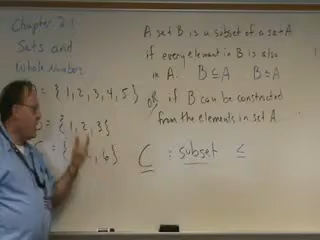 Chapter 2:
Sets and
Whole Numbers
A set B is a subset of a set A
if every element in B is also
in A. B ⊆ A
OR if B can be constructed
from the elements in set A.
= { 1, 2, 3, 4, 5 }
= { 1, 2, 3 }
{ , 6 }
⊂ : subset ≤